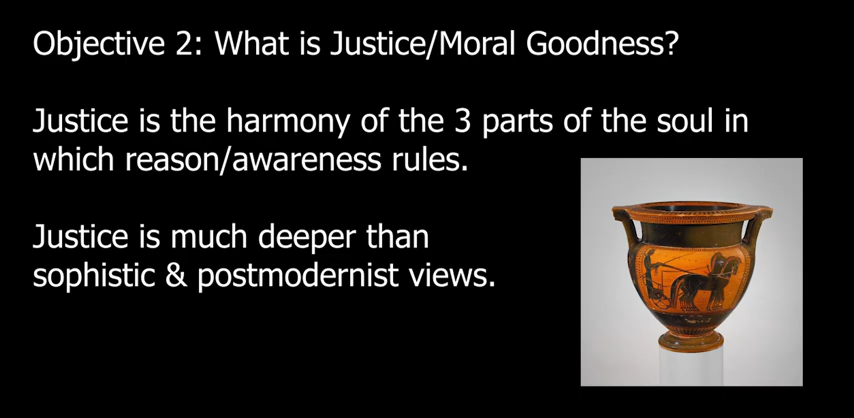 Objective 2: What is Justice/Moral Goodness?
Justice is the harmony of the 3 parts of the soul in
which reason/awareness rules.
Justice is much deeper than
sophistic & postmodernist views.